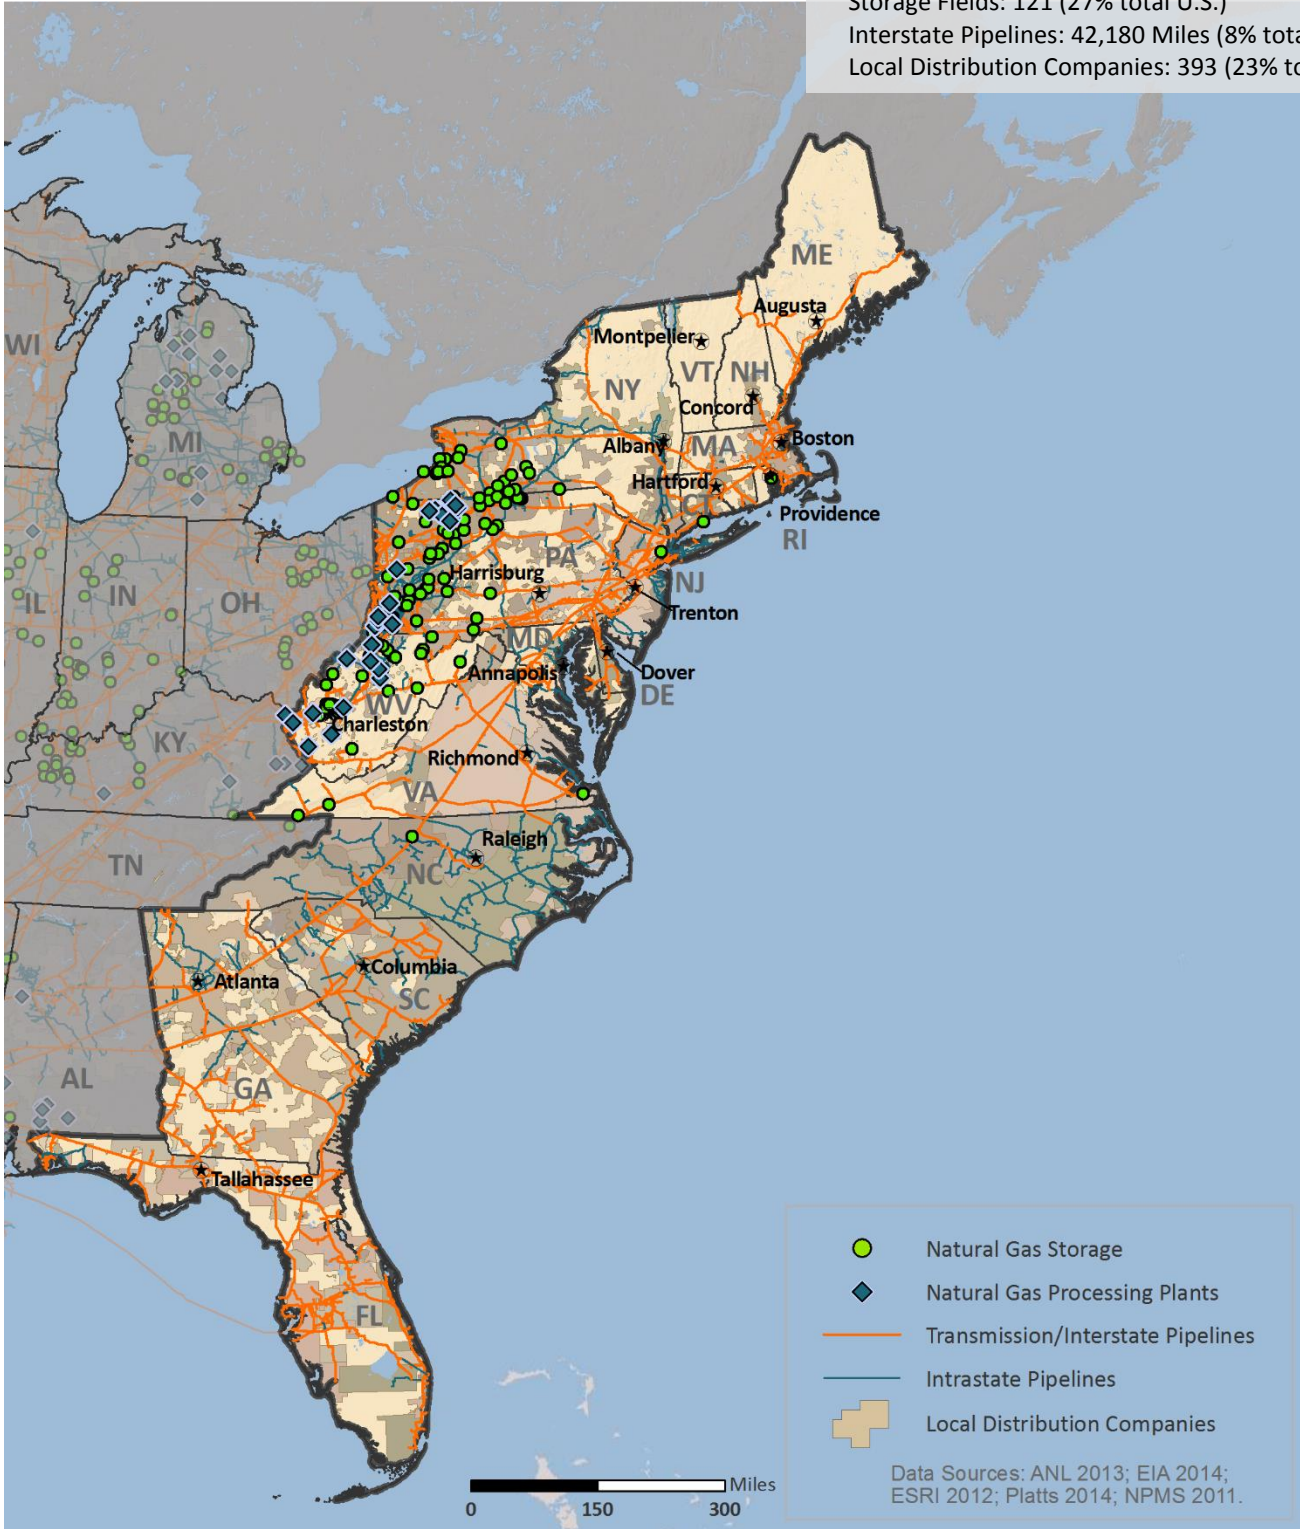 Storage Fields: 121 (27% total U.S.)
Interstate Pipelines: 42,180 Miles (8% tota
Local Distribution Companies: 393 (23% to
ME
Augusta
WI
Montpelier
VT
NH
NY
Concord
MI
Albany
MA
Boston
Hartford
CT
Providence
RI
PA
Harrisburg
NJ
IL
IN
OH
Trenton
MD
Annapolis
Dover
DE
WV
Charleston
KY
Richmond
VA
Raleigh
TN
NC
Columbia
Atlanta
SC
AL
GA
Tallahassee
FL
Natural Gas Storage
Natural Gas Processing Plants
Transmission/Interstate Pipelines
Intrastate Pipelines
Local Distribution Companies
Data Sources: ANL 2013; EIA 2014;
ESRI 2012; Platts 2014; NPMS 2011.
Miles
0 150 300